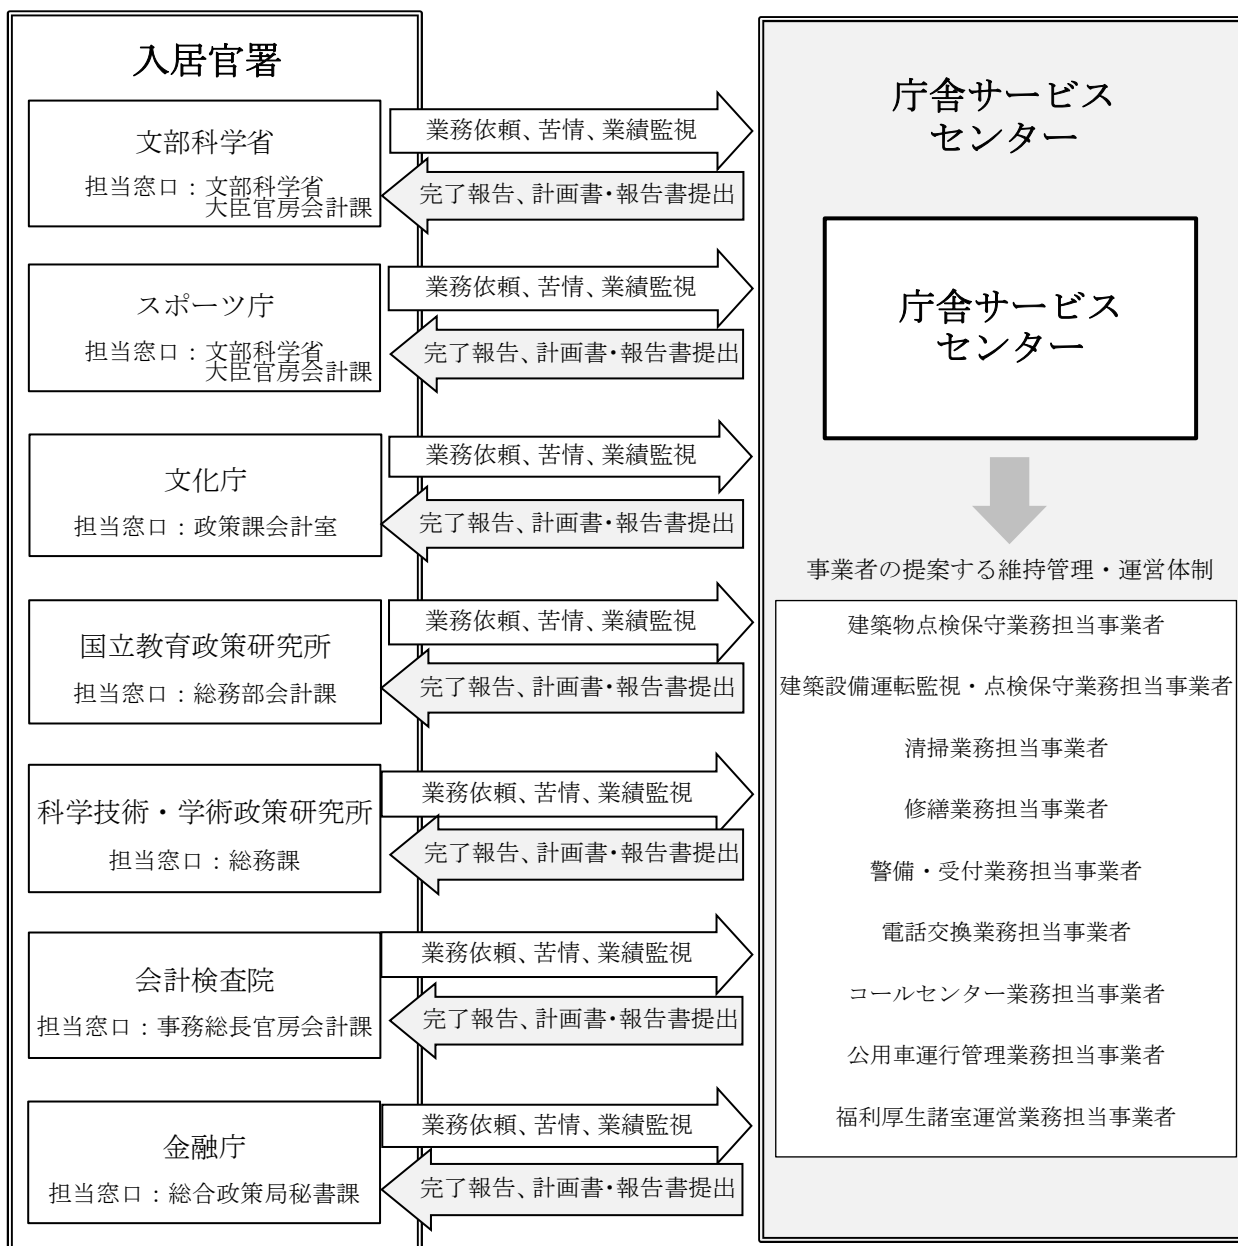 入居官署
文部科学省
担当窓口：文部科学省
大臣官房会計課
業務依頼、苦情、業績監視
完了報告、計画書・報告書提出
スポーツ庁
担当窓口：文部科学省
大臣官房会計課
業務依頼、苦情、業績監視
完了報告、計画書・報告書提出
文化庁
担当窓口：政策課会計室
業務依頼、苦情、業績監視
完了報告、計画書・報告書提出
国立教育政策研究所
担当窓口：総務部会計課
業務依頼、苦情、業績監視
完了報告、計画書・報告書提出
科学技術・学術政策研究所
担当窓口：総務課
業務依頼、苦情、業績監視
完了報告、計画書・報告書提出
会計検査院
担当窓口：事務総長官房会計課
業務依頼、苦情、業績監視
完了報告、計画書・報告書提出
金融庁
担当窓口：総合政策局秘書課
業務依頼、苦情、業績監視
完了報告、計画書・報告書提出
庁舎サービス
センター
庁舎サービス
センター
事業者の提案する維持管理・運営体制
建築物点検保守業務担当事業者
建築設備運転監視・点検保守業務担当事業者
清掃業務担当事業者
修繕業務担当事業者
警備・受付業務担当事業者
電話交換業務担当事業者
コールセンター業務担当事業者
公用車運行管理業務担当事業者
福利厚生諸室運営業務担当事業者